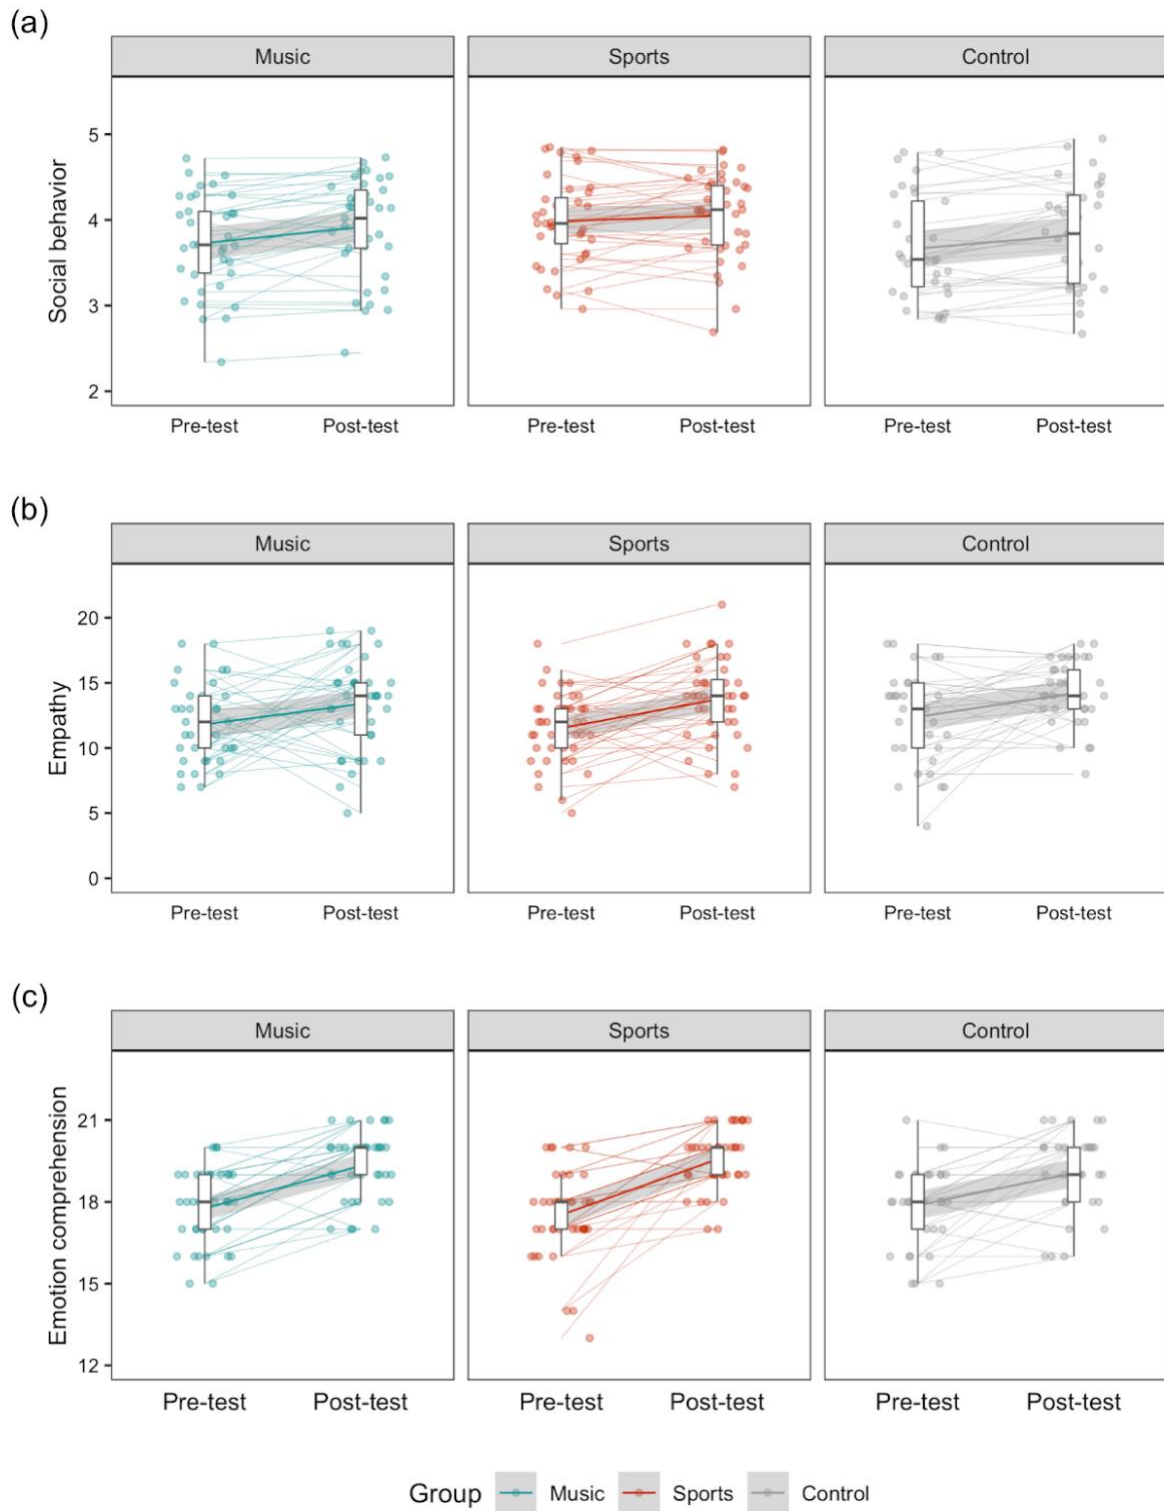 (a)
Music Sports Control
Social behavior
5
4
3
2
Pre-test Post-test Pre-test Post-test Pre-test Post-test
(b)
Music Sports Control
Empathy
20
15
10
5
0
Pre-test Post-test Pre-test Post-test Pre-test Post-test
(c)
Music Sports Control
Emotion comprehension
21
18
15
12
Pre-test Post-test Pre-test Post-test Pre-test Post-test
Group Music Sports Control